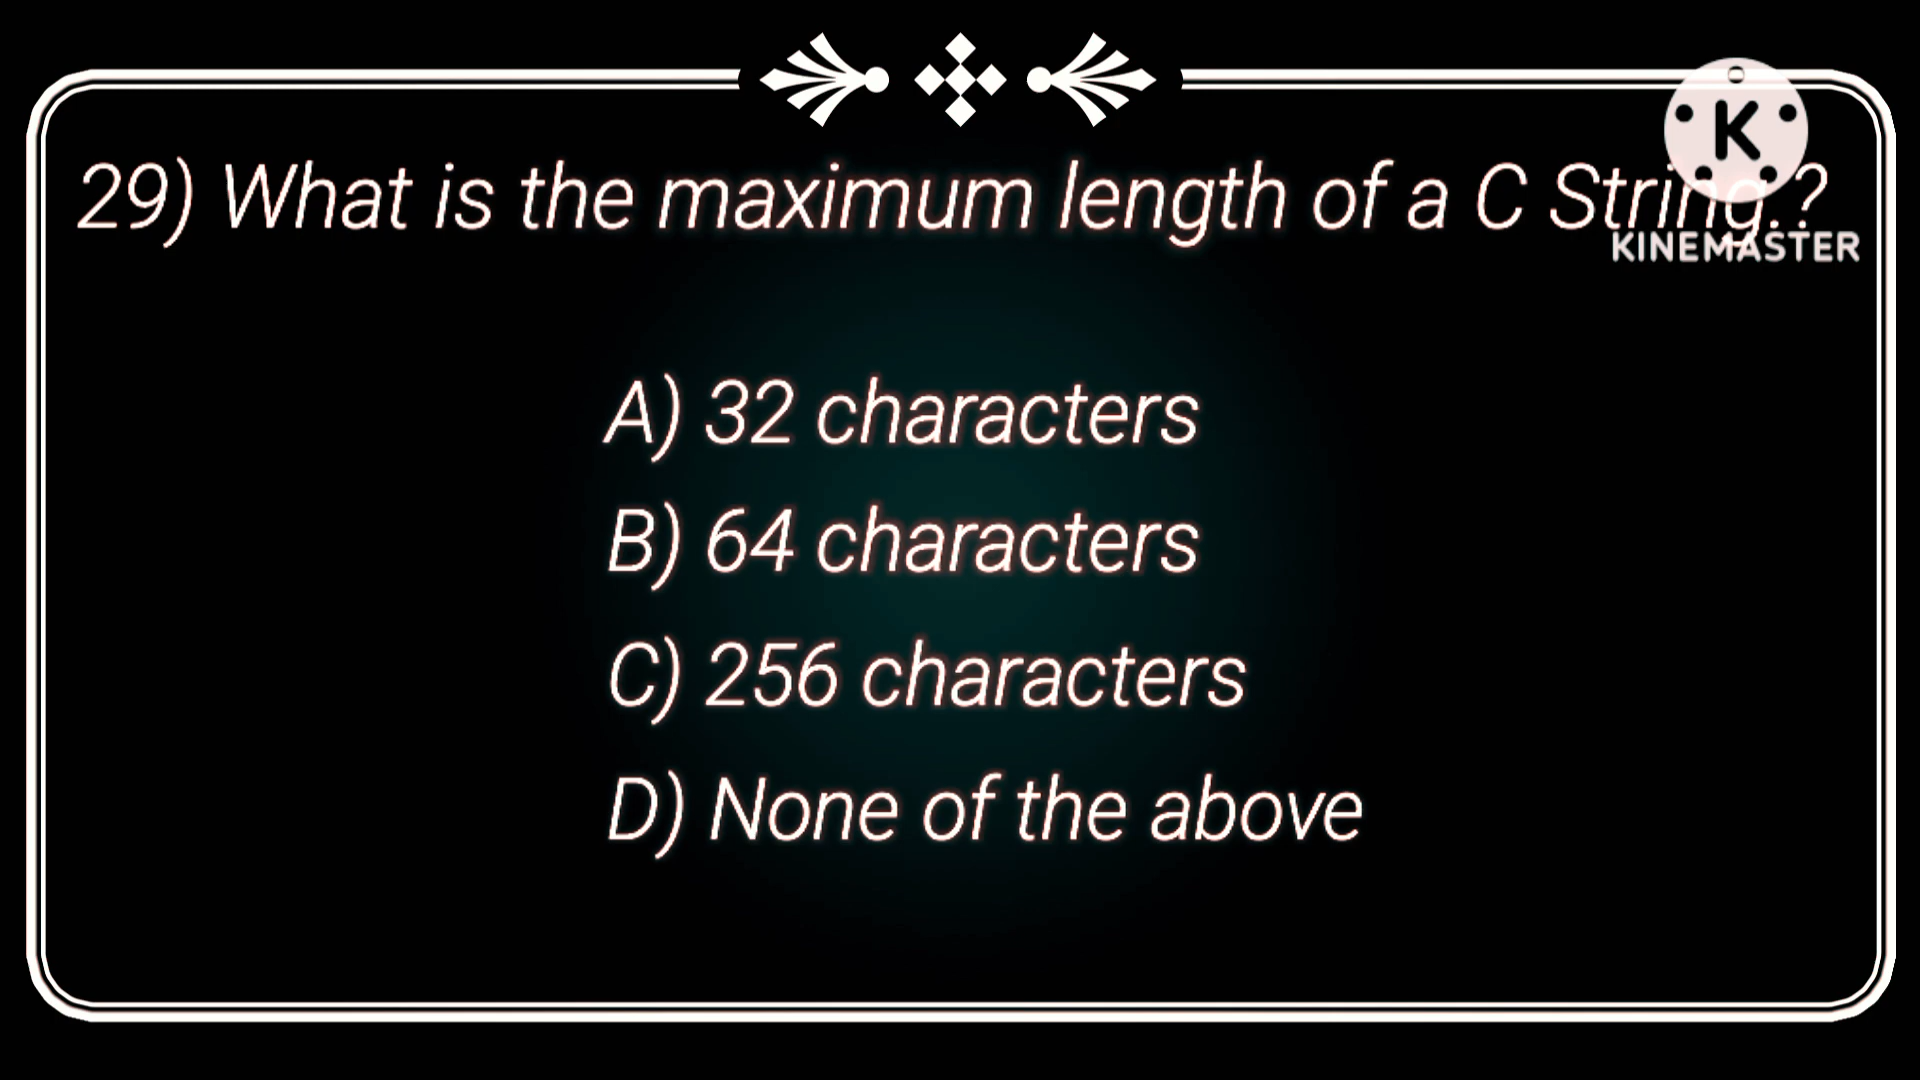 29) What is the maximum length of a C String.?
K
KINEMASTER
A) 32 characters
B) 64 characters
C) 256 characters
D) None of the above